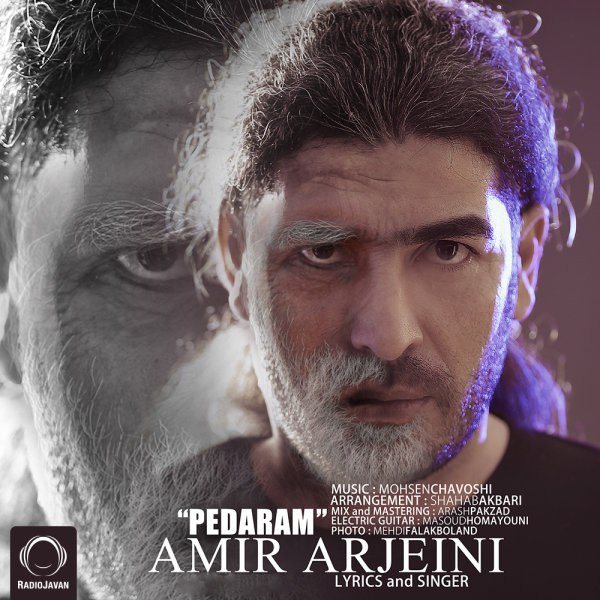 MUSIC : MOHSENCHAVOSHI
ARRANGEMENT : SHAHABAKBARI
MIX and MASTERING : ARASHPAKZAD
ELECTRIC GUITAR : MASOUDHOMAYOUNI
PHOTO : MEHDIFALAKBOLAND
“PEDARAM”
AMIR ARJEINI
LYRICS and SINGER
RADIOJAVAN